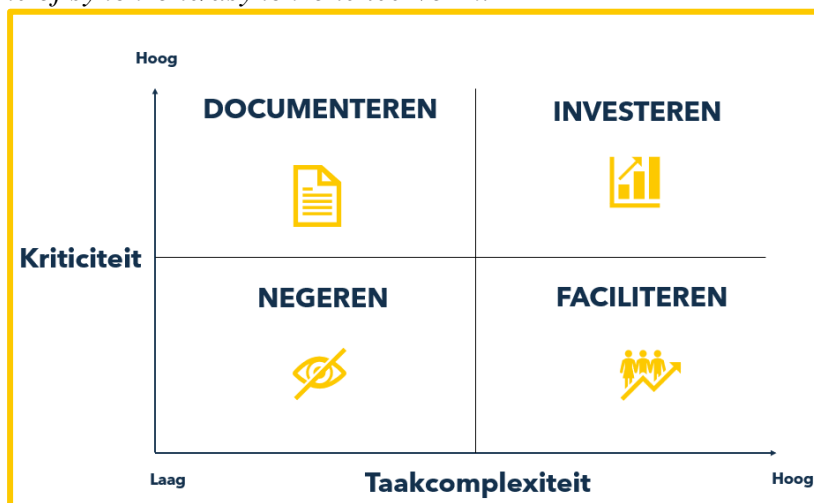 Hoog
DOCUMENTEREN
INVESTEREN
Kriticiteit
NEGEREN
FACILITEREN
Laag
Taakcomplexiteit
Hoog